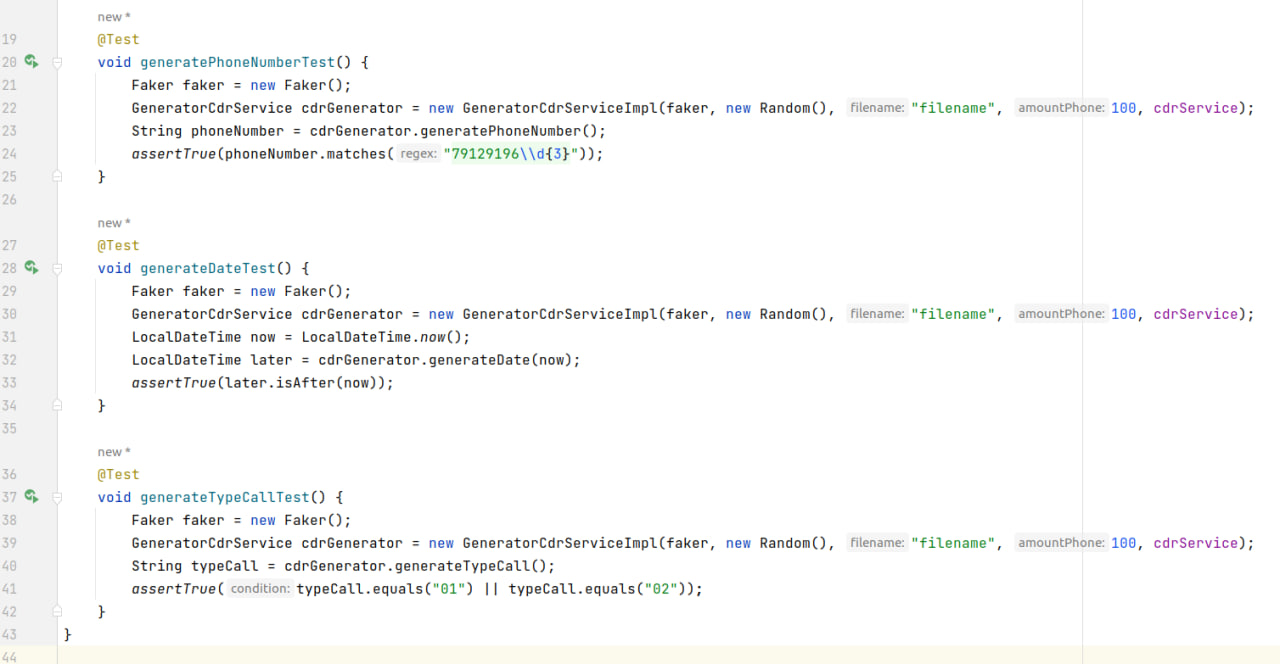 new *
19 @Test
20 void generatePhoneNumberTest() {
21 Faker faker = new Faker();
22 GeneratorCdrService cdrGenerator = new GeneratorCdrServiceImpl(faker, new Random(), filename: "filename", amountPhone: 100, cdrService);
23 String phoneNumber = cdrGenerator.generatePhoneNumber();
24 assertTrue(phoneNumber.matches( regex: "79129196\\d{3}"));
25 }
26
new *
27 @Test
28 void generateDateTest() {
29 Faker faker = new Faker();
30 GeneratorCdrService cdrGenerator = new GeneratorCdrServiceImpl(faker, new Random(), filename: "filename", amountPhone: 100, cdrService);
31 LocalDateTime now = LocalDateTime.now();
32 LocalDateTime later = cdrGenerator.generateDate(now);
33 assertTrue(later.isAfter(now));
34 }
35
new *
36 @Test
37 void generateTypeCallTest() {
38 Faker faker = new Faker();
39 GeneratorCdrService cdrGenerator = new GeneratorCdrServiceImpl(faker, new Random(), filename: "filename", amountPhone: 100, cdrService);
40 String typeCall = cdrGenerator.generateTypeCall();
41 assertTrue( condition: typeCall.equals("01") || typeCall.equals("02"));
42 }
43 }
44